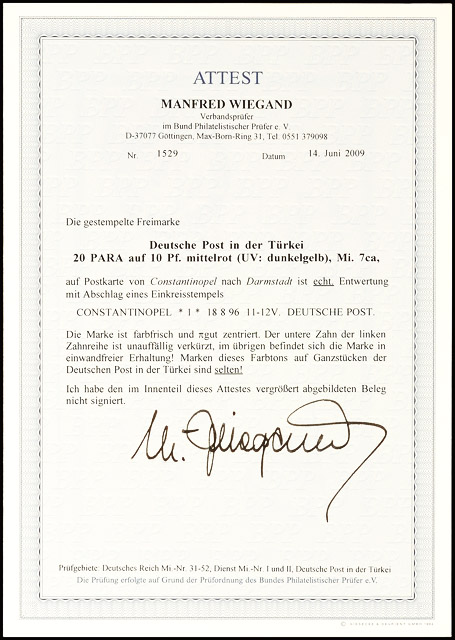 ATTEST
MANFRED WIEGAND
Verbandsprüfer
im Bund Philatelistischer Prüfer e. V.
D-37077 Göttingen, Max-Born-Ring 31, Tel. 0551 379098
Nr. 1529 Datum 14. Juni 2009
Die gestempelte Freimarke
Deutsche Post in der Türkei
20 PARA auf 10 Pf. mittelrot (UV: dunkelgelb), Mi. 7ca,
auf Postkarte von Constantinopel nach Darmstadt ist echt. Entwertung
mit Abschlag eines Einkreisstempels
CONSTANTINOPEL * 1 * 18 8 96 11-12V. DEUTSCHE POST.
Die Marke ist farbfrisch und πgut zentriert. Der untere Zahn der linken
Zahnreihe ist unauffällig verkürzt, im übrigen befindet sich die Marke in
einwandfreier Erhaltung! Marken dieses Farbtons auf Ganzstücken der
Deutschen Post in der Türkei sind selten!
Ich habe den im Innenteil dieses Attestes vergrößert abgebildeten Beleg
nicht signiert.
M. Wiegand
Prüfgebiete: Deutsches Reich Mi.-Nr. 31-52, Dienst Mi.-Nr. I und II, Deutsche Post in der Türkei
Die Prüfung erfolgte auf Grund der Prüfordnung des Bundes Philatelistischer Prüfer e.V.